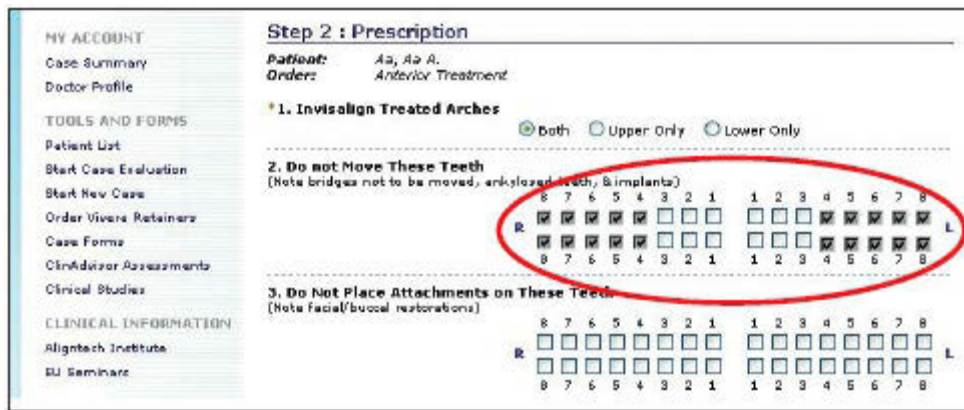 MY ACCOUNT
Case Summary
Doctor Profile
TOOLS AND FORMS
Patient List
Start Case Evaluation
Start New Case
Order Vivera Retainers
Case Forms
ClinAdvisor Assessments
Clinical Studies
CLINICAL INFORMATION
Aligntech Institute
EU Seminars
Step 2 : Prescription
Patient: Aa, Aa A.
Order: Anterior Treatment
*1. Invisalign Treated Arches
Both Upper Only Lower Only
2. Do not Move These Teeth
(Note bridges not to be moved, ankylosed teeth, & implants)
8 7 6 5 4 3 2 1 1 2 3 4 5 6 7 8
R L
8 7 6 5 4 3 2 1 1 2 3 4 5 6 7 8
3. Do Not Place Attachments on These Teeth
(Note facial/buccal restorations)
8 7 6 5 4 3 2 1 1 2 3 4 5 6 7 8
R L
8 7 6 5 4 3 2 1 1 2 3 4 5 6 7 8